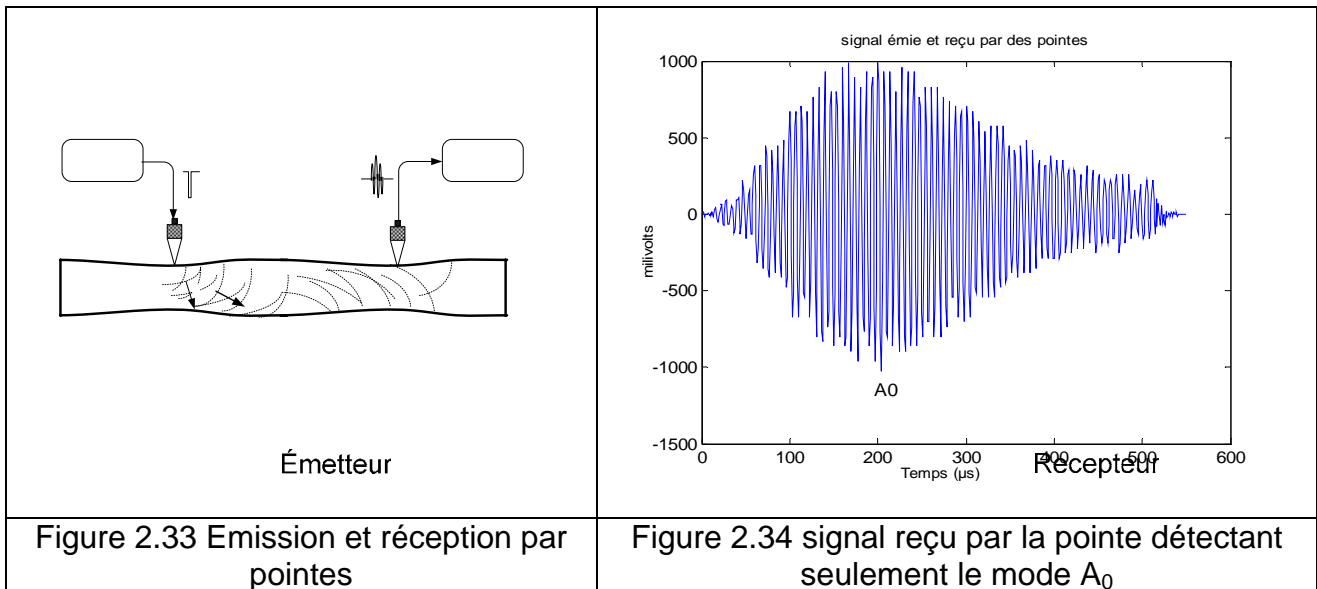 Émetteur
signal émie et reçu par des pointes
1000
500
0
-500
-1000
-1500
milivolts
A0
0 100 200 300 400 500 600
Temps (µs)
Récepteur
Figure 2.33 Emission et réception par
pointes
Figure 2.34 signal reçu par la pointe détectant
seulement le mode A₀